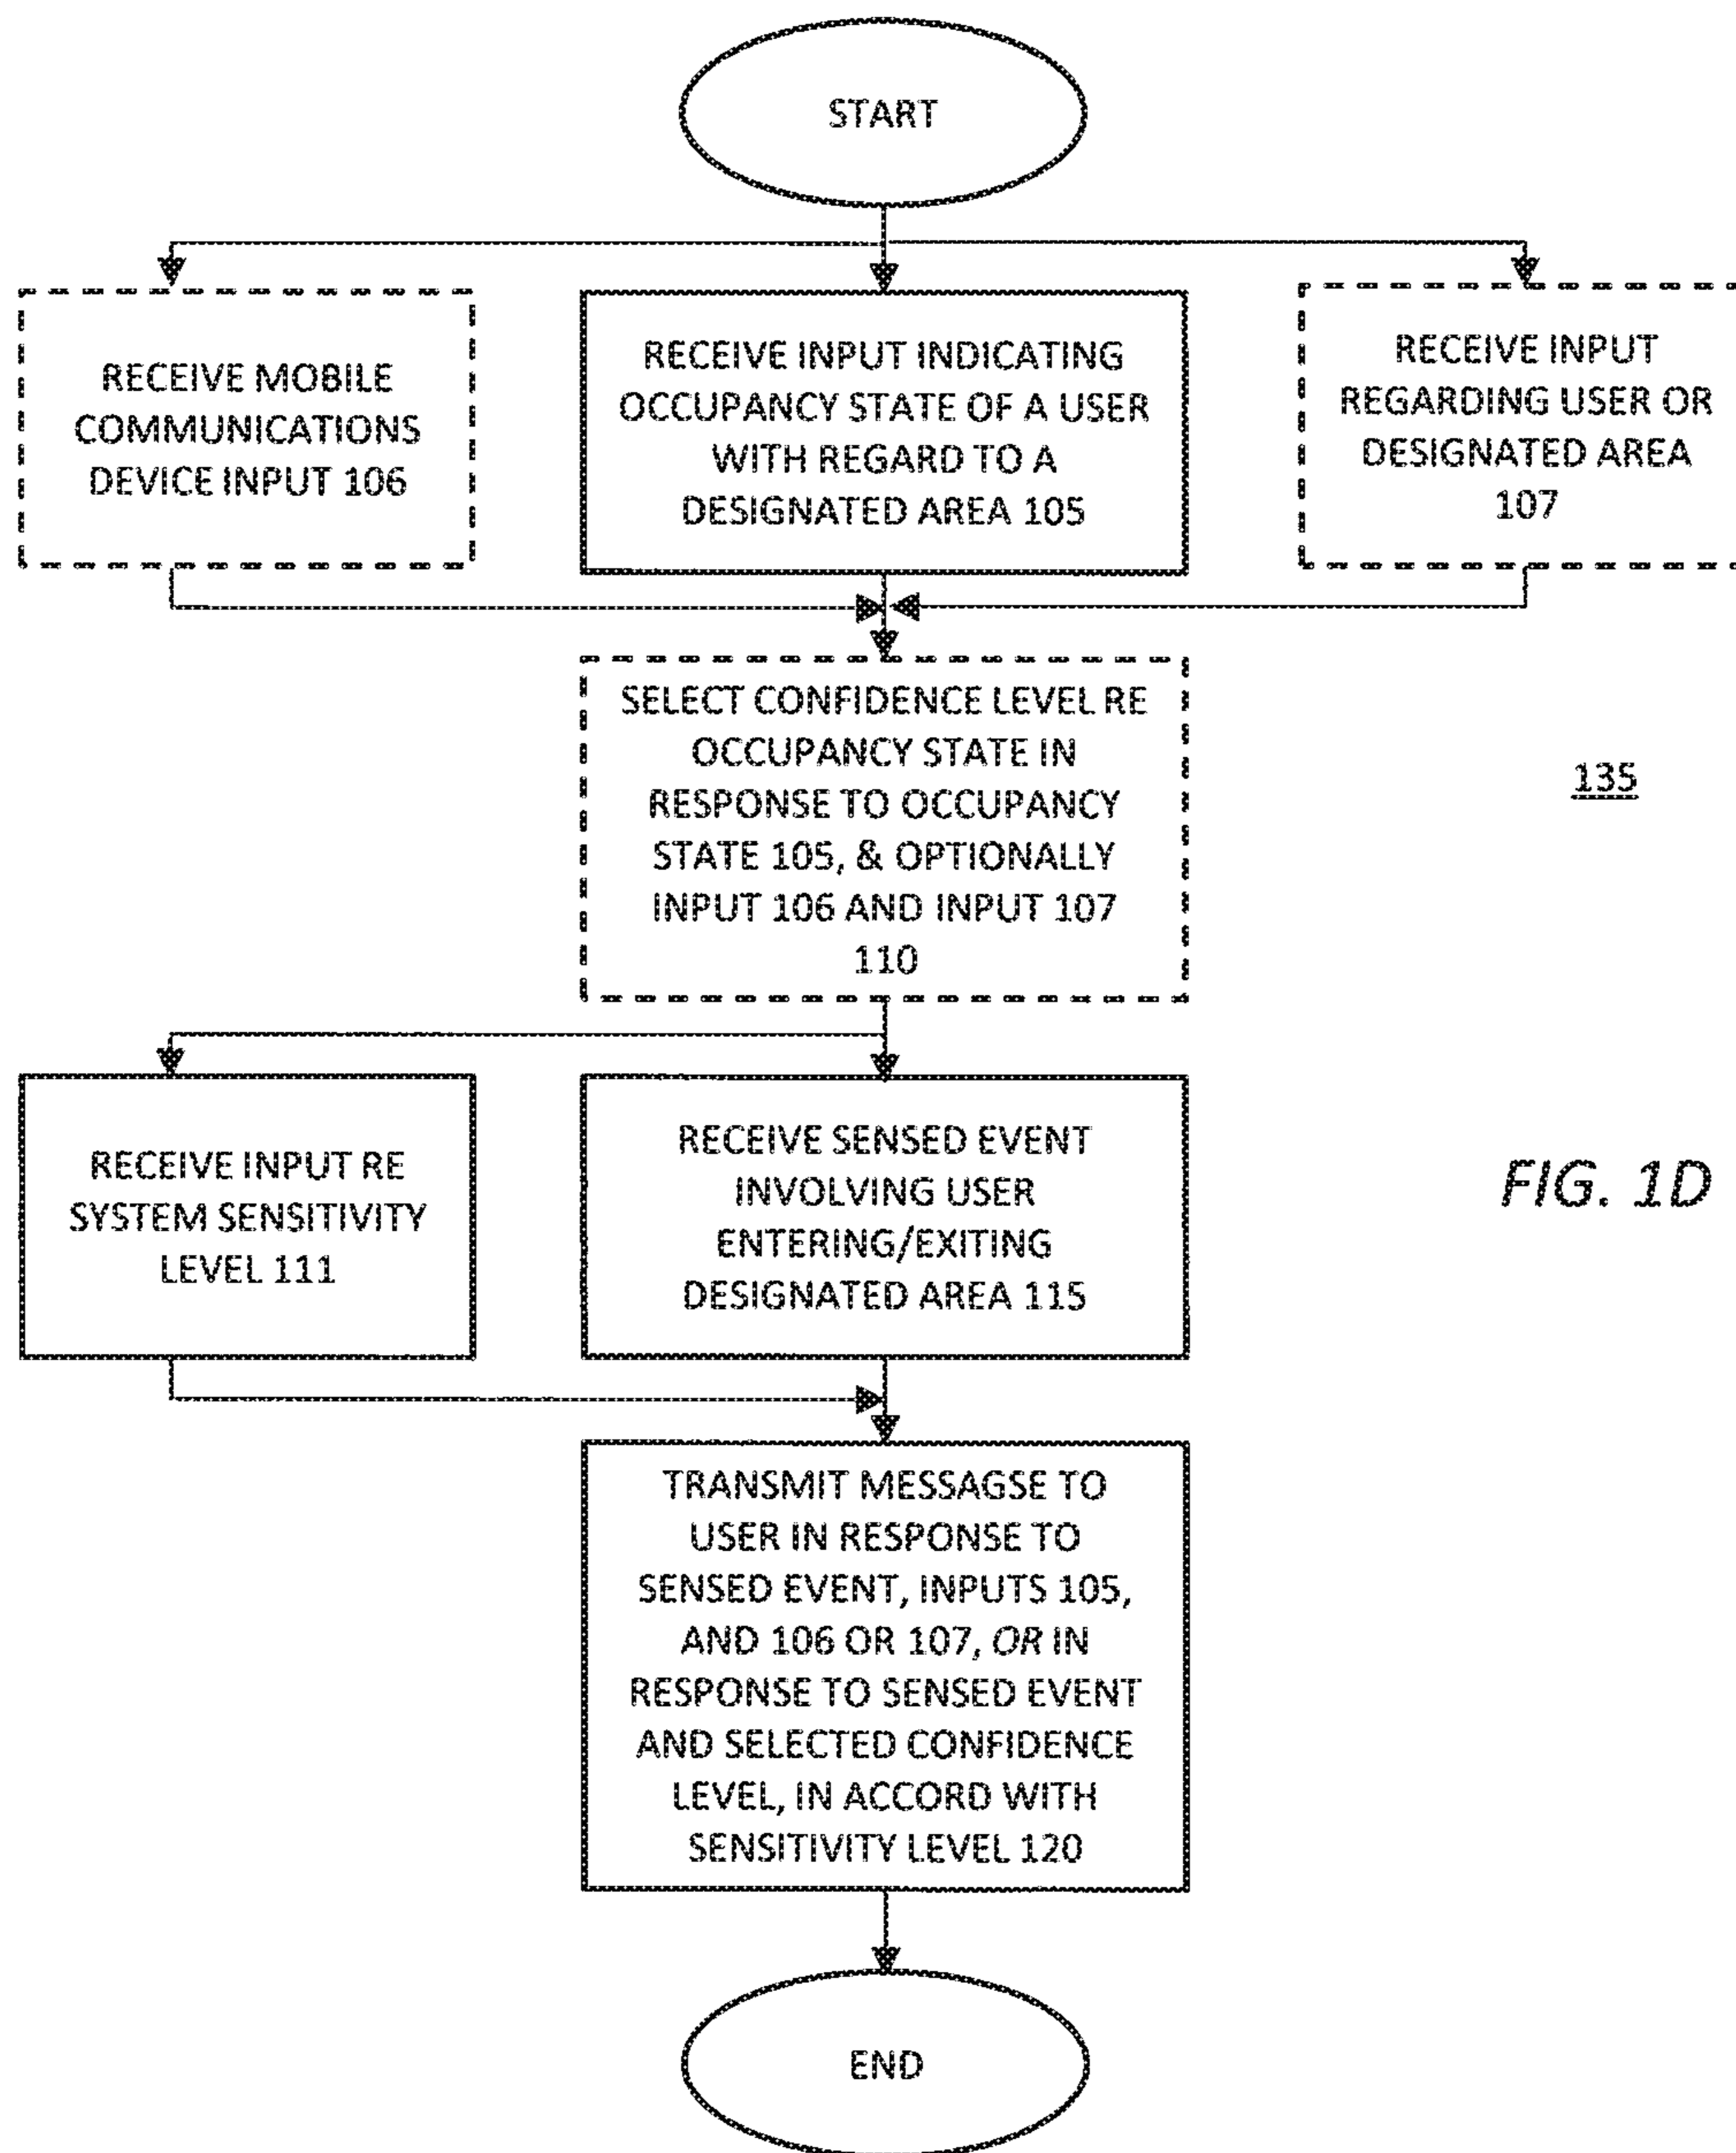 START
RECEIVE MOBILE
COMMUNICATIONS
DEVICE INPUT 106
RECEIVE INPUT INDICATING
OCCUPANCY STATE OF A USER
WITH REGARD TO A
DESIGNATED AREA 105
RECEIVE INPUT
REGARDING USER OR
DESIGNATED AREA
107
SELECT CONFIDENCE LEVEL RE
OCCUPANCY STATE IN
RESPONSE TO OCCUPANCY
STATE 105, & OPTIONALLY
INPUT 106 AND INPUT 107
110
135
RECEIVE INPUT RE
SYSTEM SENSITIVITY
LEVEL 111
RECEIVE SENSED EVENT
INVOLVING USER
ENTERING/EXITING
DESIGNATED AREA 115
FIG. 1D
TRANSMIT MESSAGSE TO
USER IN RESPONSE TO
SENSED EVENT, INPUTS 105,
AND 106 OR 107, OR IN
RESPONSE TO SENSED EVENT
AND SELECTED CONFIDENCE
LEVEL, IN ACCORD WITH
SENSITIVITY LEVEL 120
END